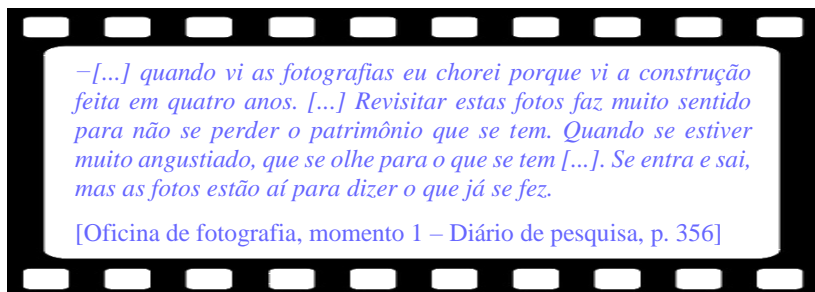 −[...] quando vi as fotografias eu chorei porque vi a construção
feita em quatro anos. [...] Revisitar estas fotos faz muito sentido
para não se perder o patrimônio que se tem. Quando se estiver
muito angustiado, que se olhe para o que se tem [...]. Se entra e sai,
mas as fotos estão aí para dizer o que já se fez.
[Oficina de fotografia, momento 1 – Diário de pesquisa, p. 356]